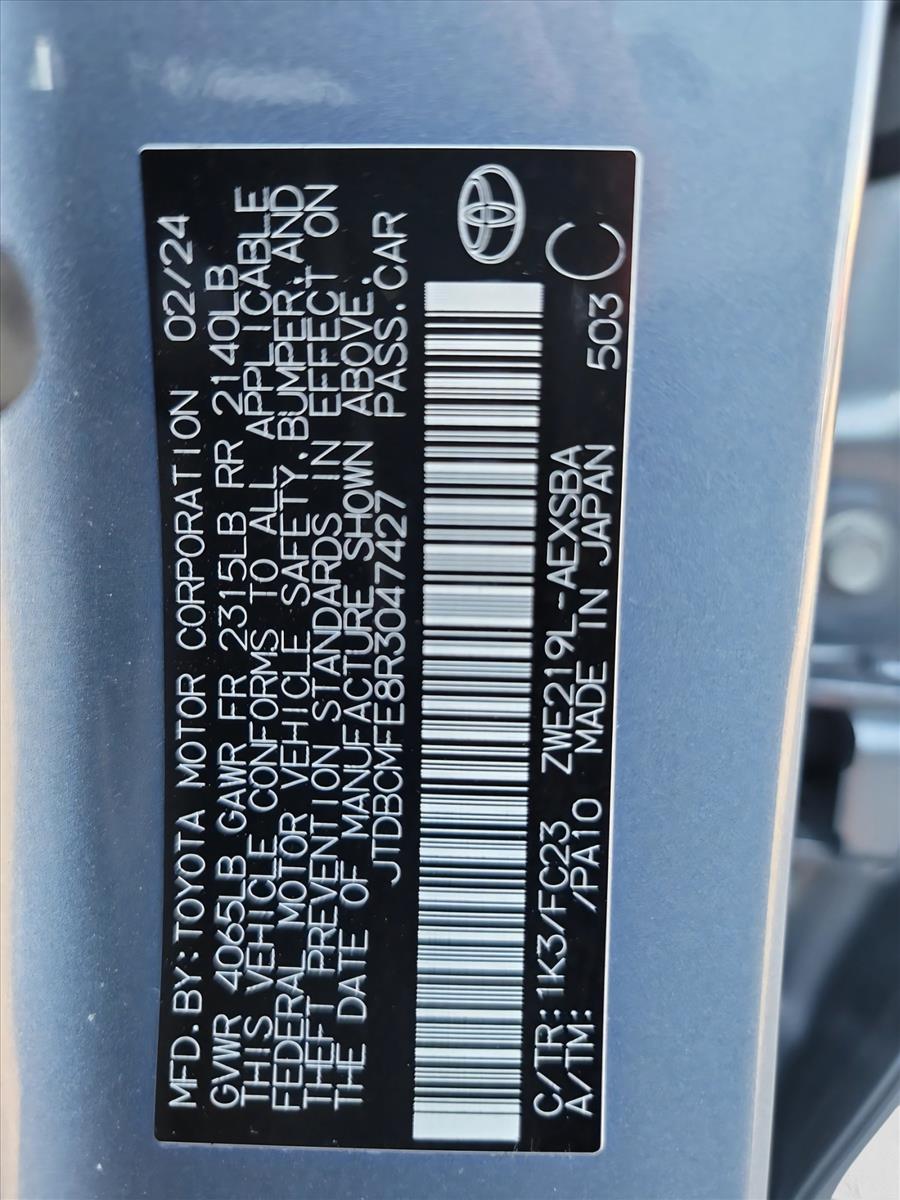 MFD.BY:TOYOTA MOTOR CORPORATION 02/24
GVWR 4065LB GAWR FR 2315LB RR 2140LB
THIS VEHICLE CONFORMS TO ALL APPLICABLE
FEDERAL MOTOR VEHICLE SAFETY,BUMPER,AND
THEFT PREVENTION STANDARDS IN EFFECT ON
THE DATE OF MANUFACTURE SHOWN ABOVE.
JTDBCMFE8R3047427 PASS.CAR
C/TR:1K3/FC23 ZWE219L-AEXSBA C
A/TM: /PA10 MADE IN JAPAN 503